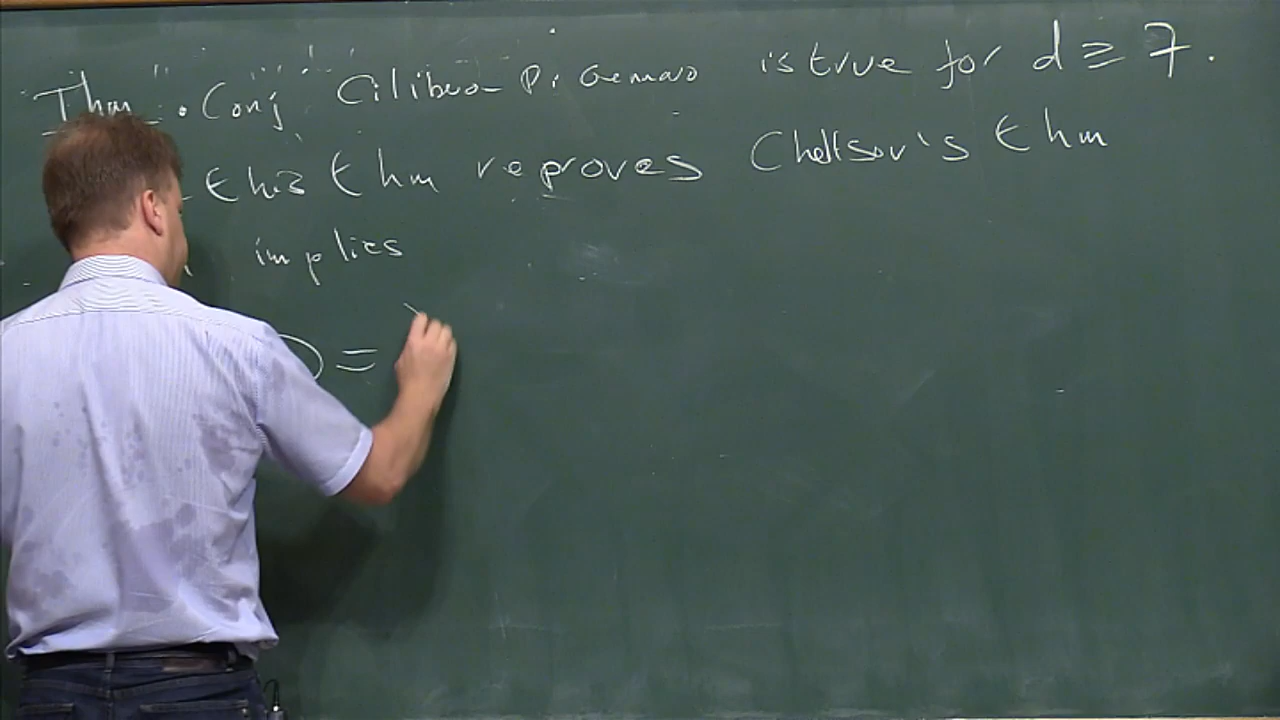 Thm . Conj Ciliberto-Di Gennaro is true for d ≥ 7.
this thm reproves Cheltsov's thm
implies
) =